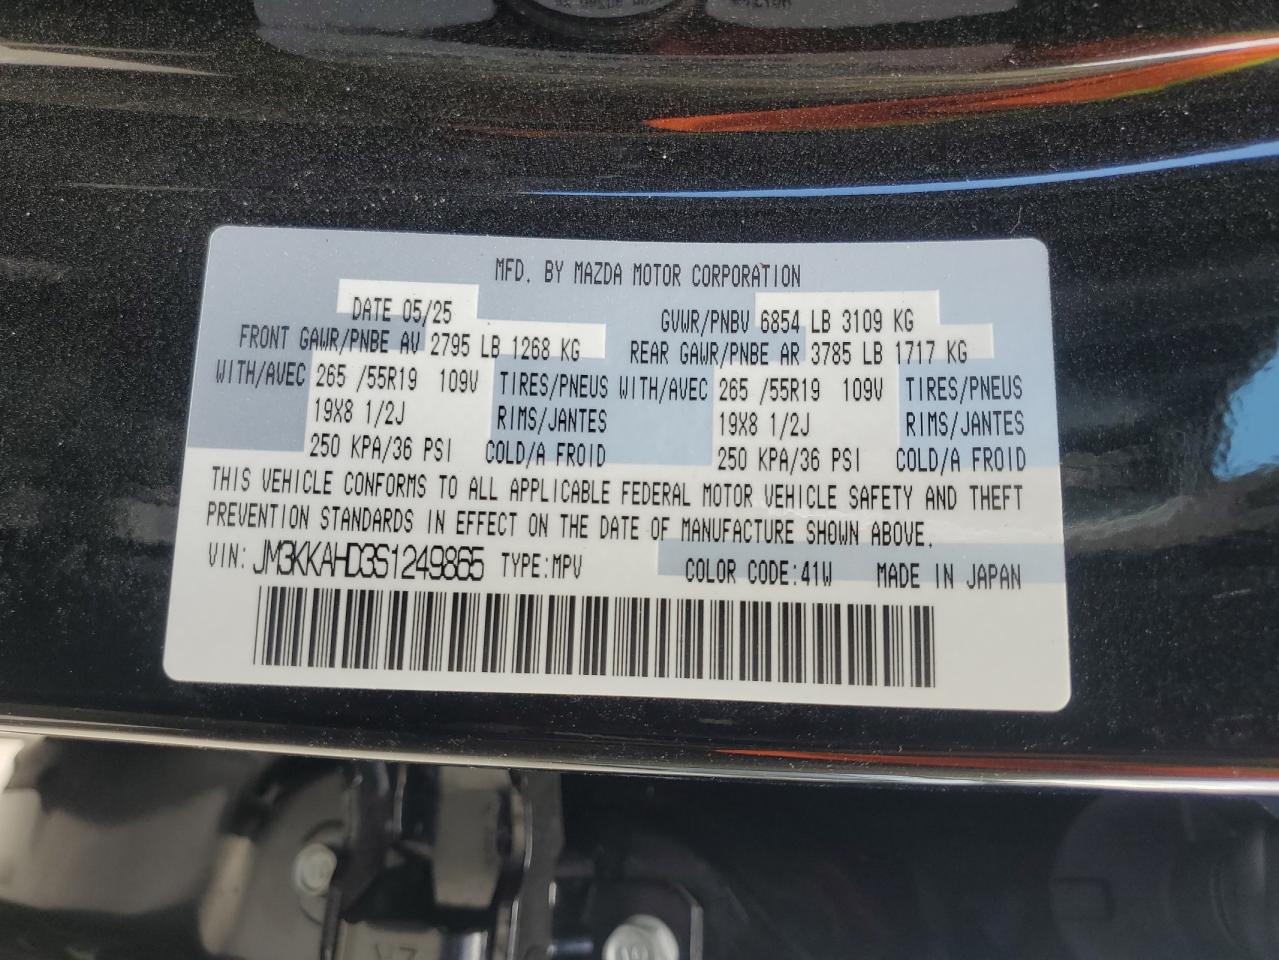 MFD. BY MAZDA MOTOR CORPORATION
DATE 05/25 GVWR/PNBV 6854 LB 3109 KG
FRONT GAWR/PNBE AV 2795 LB 1268 KG REAR GAWR/PNBE AR 3785 LB 1717 KG
WITH/AVEC 265 /55R19 109V TIRES/PNEUS WITH/AVEC 265 /55R19 109V TIRES/PNEUS
19X8 1/2J RIMS/JANTES 19X8 1/2J RIMS/JANTES
250 KPA/36 PSI COLD/A FROID 250 KPA/36 PSI COLD/A FROID
THIS VEHICLE CONFORMS TO ALL APPLICABLE FEDERAL MOTOR VEHICLE SAFETY AND THEFT
PREVENTION STANDARDS IN EFFECT ON THE DATE OF MANUFACTURE SHOWN ABOVE.
VIN: JM3KKAHD3S1249865 TYPE:MPV COLOR CODE:41W MADE IN JAPAN